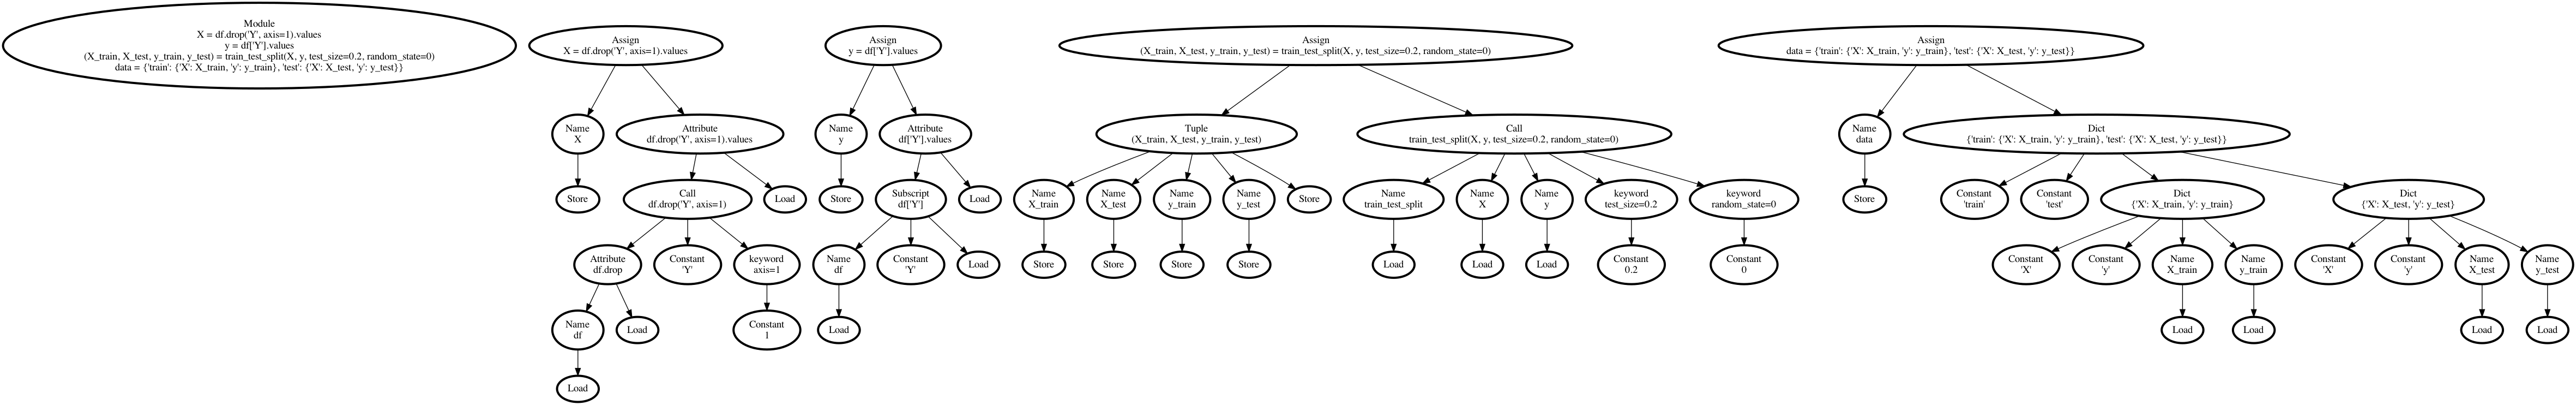 Module
X = df.drop('Y', axis=1).values
y = df['Y'].values
(X_train, X_test, y_train, y_test) = train_test_split(X, y, test_size=0.2, random_state=0)
data = {'train': {'X': X_train, 'y': y_train}, 'test': {'X': X_test, 'y': y_test}}
Assign
X = df.drop('Y', axis=1).values
Assign
y = df['Y'].values
Assign
(X_train, X_test, y_train, y_test) = train_test_split(X, y, test_size=0.2, random_state=0)
Assign
data = {'train': {'X': X_train, 'y': y_train}, 'test': {'X': X_test, 'y': y_test}}
Name
X
Attribute
df.drop('Y', axis=1).values
Name
y
Attribute
df['Y'].values
Tuple
(X_train, X_test, y_train, y_test)
Call
train_test_split(X, y, test_size=0.2, random_state=0)
Name
data
Dict
{'train': {'X': X_train, 'y': y_train}, 'test': {'X': X_test, 'y': y_test}}
Store
Call
df.drop('Y', axis=1)
Load
Store
Subscript
df['Y']
Load
Name
X_train
Name
X_test
Name
y_train
Name
y_test
Store
Name
train_test_split
Name
X
Name
y
keyword
test_size=0.2
keyword
random_state=0
Store
Constant
'train'
Constant
'test'
Dict
{'X': X_train, 'y': y_train}
Dict
{'X': X_test, 'y': y_test}
Attribute
df.drop
Constant
'Y'
keyword
axis=1
Name
df
Constant
'Y'
Load
Store
Store
Store
Store
Load
Load
Load
Constant
0.2
Constant
0
Constant
'X'
Constant
'y'
Name
X_train
Name
y_train
Constant
'X'
Constant
'y'
Name
X_test
Name
y_test
Name
df
Load
Constant
1
Load
Load
Load
Load
Load
Load